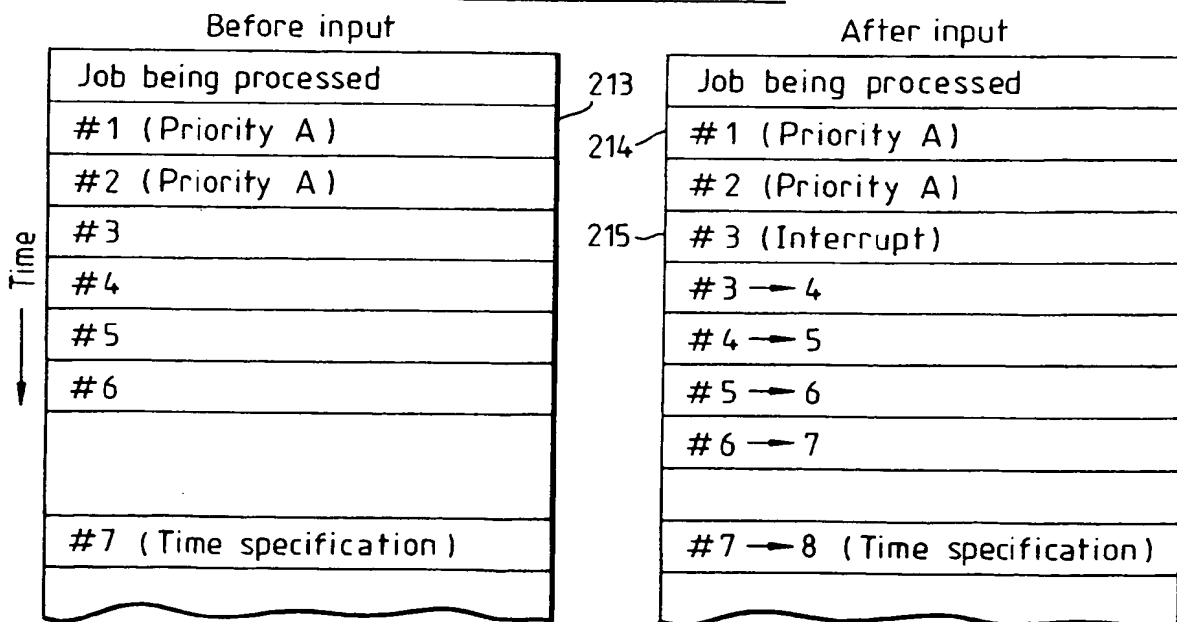 Before input
Job being processed
#1 (Priority A)
#2 (Priority A)
#3
#4
#5
#6
#7 (Time specification)
Time
213
214
215
After input
Job being processed
#1 (Priority A)
#2 (Priority A)
#3 (Interrupt)
#3 → 4
#4 → 5
#5 → 6
#6 → 7
#7 → 8 (Time specification)